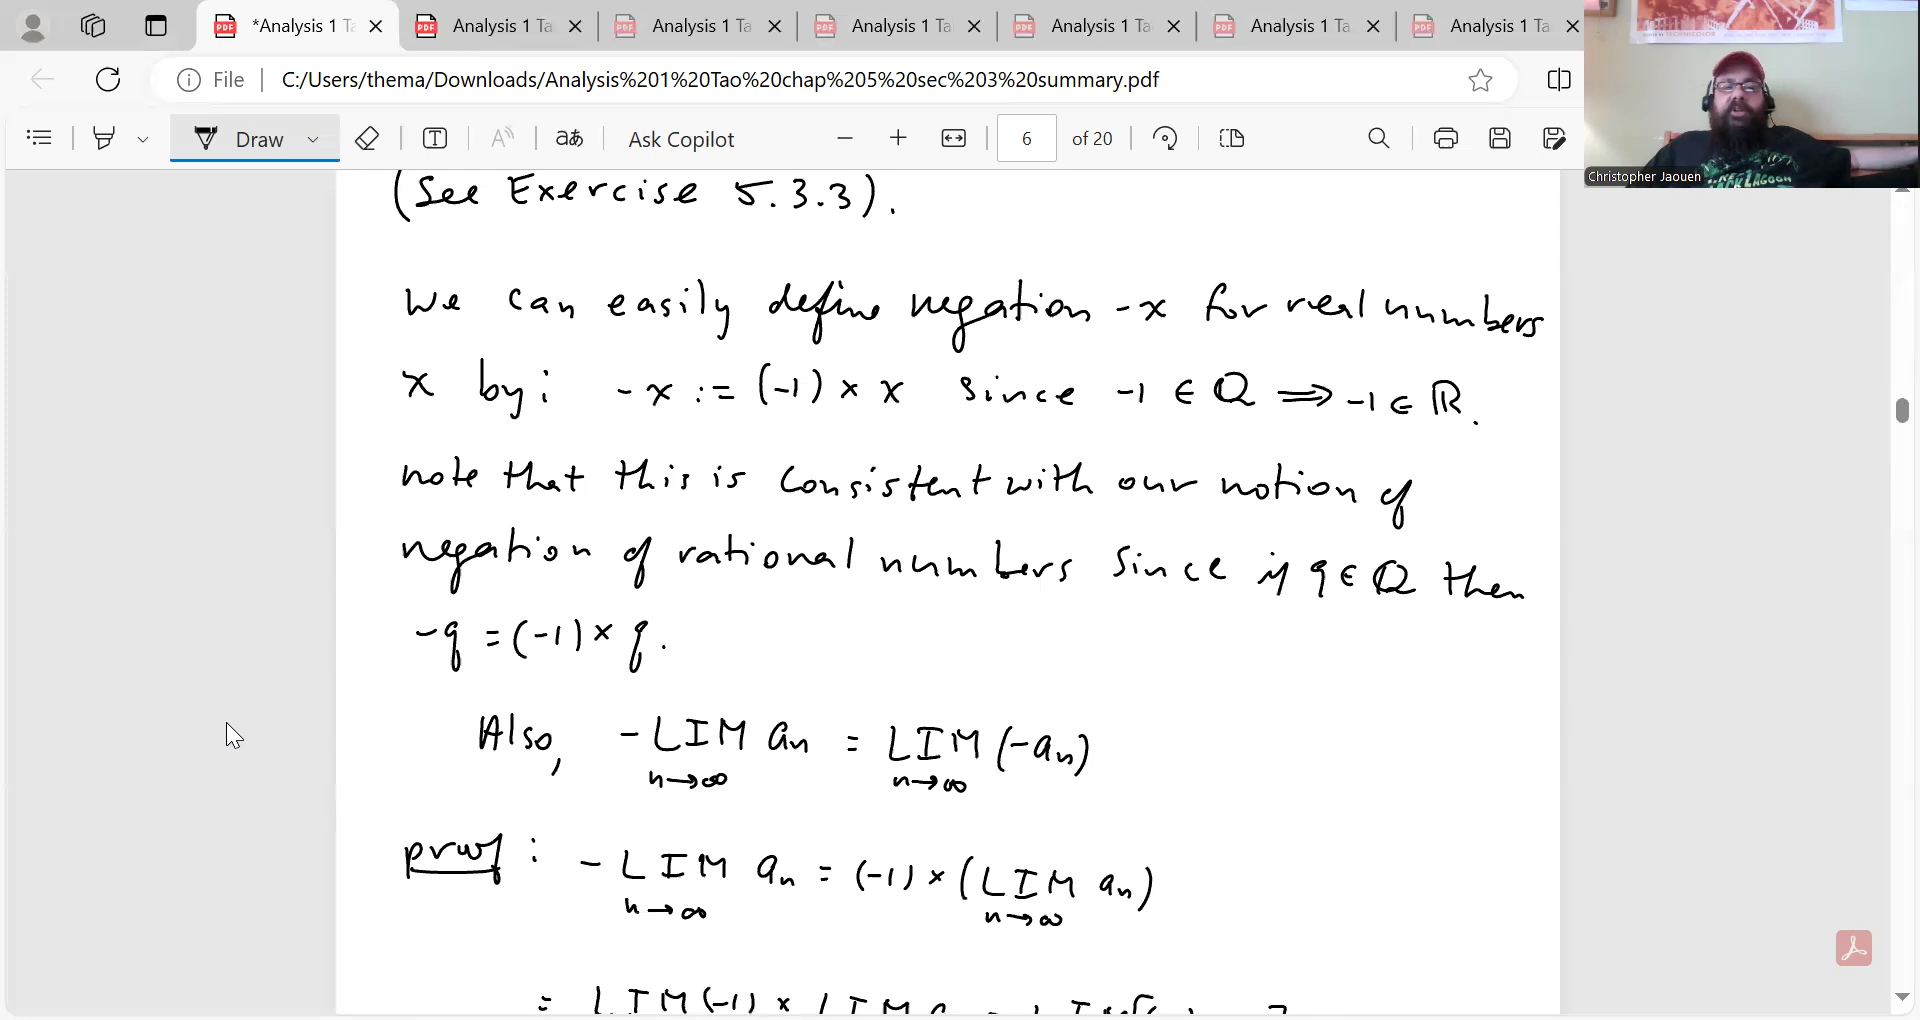 *Analysis 1 Ta
Analysis 1 Ta
Analysis 1 Ta
Analysis 1 Ta
Analysis 1 Ta
Analysis 1 Ta
Analysis 1 Ta
File
C:/Users/thema/Downloads/Analysis%201%20Tao%20chap%205%20sec%203%20summary.pdf
Draw
Ask Copilot
6 of 20
Christopher Jaouen
(See Exercise 5.3.3).
We can easily define negation -x for real numbers
x by: -x := (-1) × x since -1 ∈ ℚ ⟹ -1 ∈ ℝ.
note that this is consistent with our notion of
negation of rational numbers since if q ∈ ℚ then
-q = (-1) × q.
Also, -LIM aₙ = LIM (-aₙ)
n→∞ n→∞
proof: -LIM aₙ = (-1) × (LIM aₙ)
n→∞ n→∞
= LIM (-1) × LIM